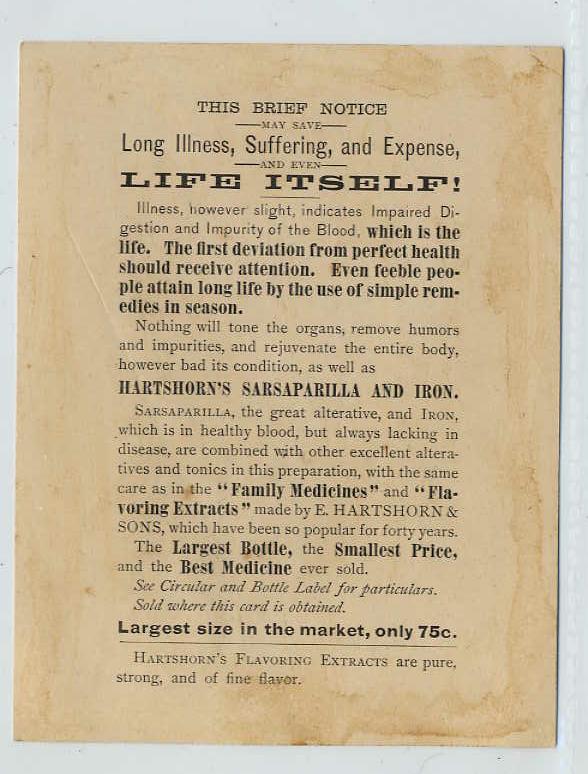 THIS BRIEF NOTICE
MAY SAVE
Long Illness, Suffering, and Expense,
AND EVEN
LIFE ITSELF!
Illness, however slight, indicates Impaired Di-
gestion and Impurity of the Blood, which is the
life. The first deviation from perfect health
should receive attention. Even feeble peo-
ple attain long life by the use of simple rem-
edies in season.
Nothing will tone the organs, remove humors
and impurities, and rejuvenate the entire body,
however bad its condition, as well as
HARTSHORN'S SARSAPARILLA AND IRON.
SARSAPARILLA, the great alterative, and IRON,
which is in healthy blood, but always lacking in
disease, are combined with other excellent altera-
tives and tonics in this preparation, with the same
care as in the "Family Medicines" and "Fla-
voring Extracts" made by E. HARTSHORN &
SONS, which have been so popular for forty years.
The Largest Bottle, the Smallest Price,
and the Best Medicine ever sold.
See Circular and Bottle Label for particulars.
Sold where this card is obtained.
Largest size in the market, only 75c.
HARTSHORN'S FLAVORING EXTRACTS are pure,
strong, and of fine flavor.